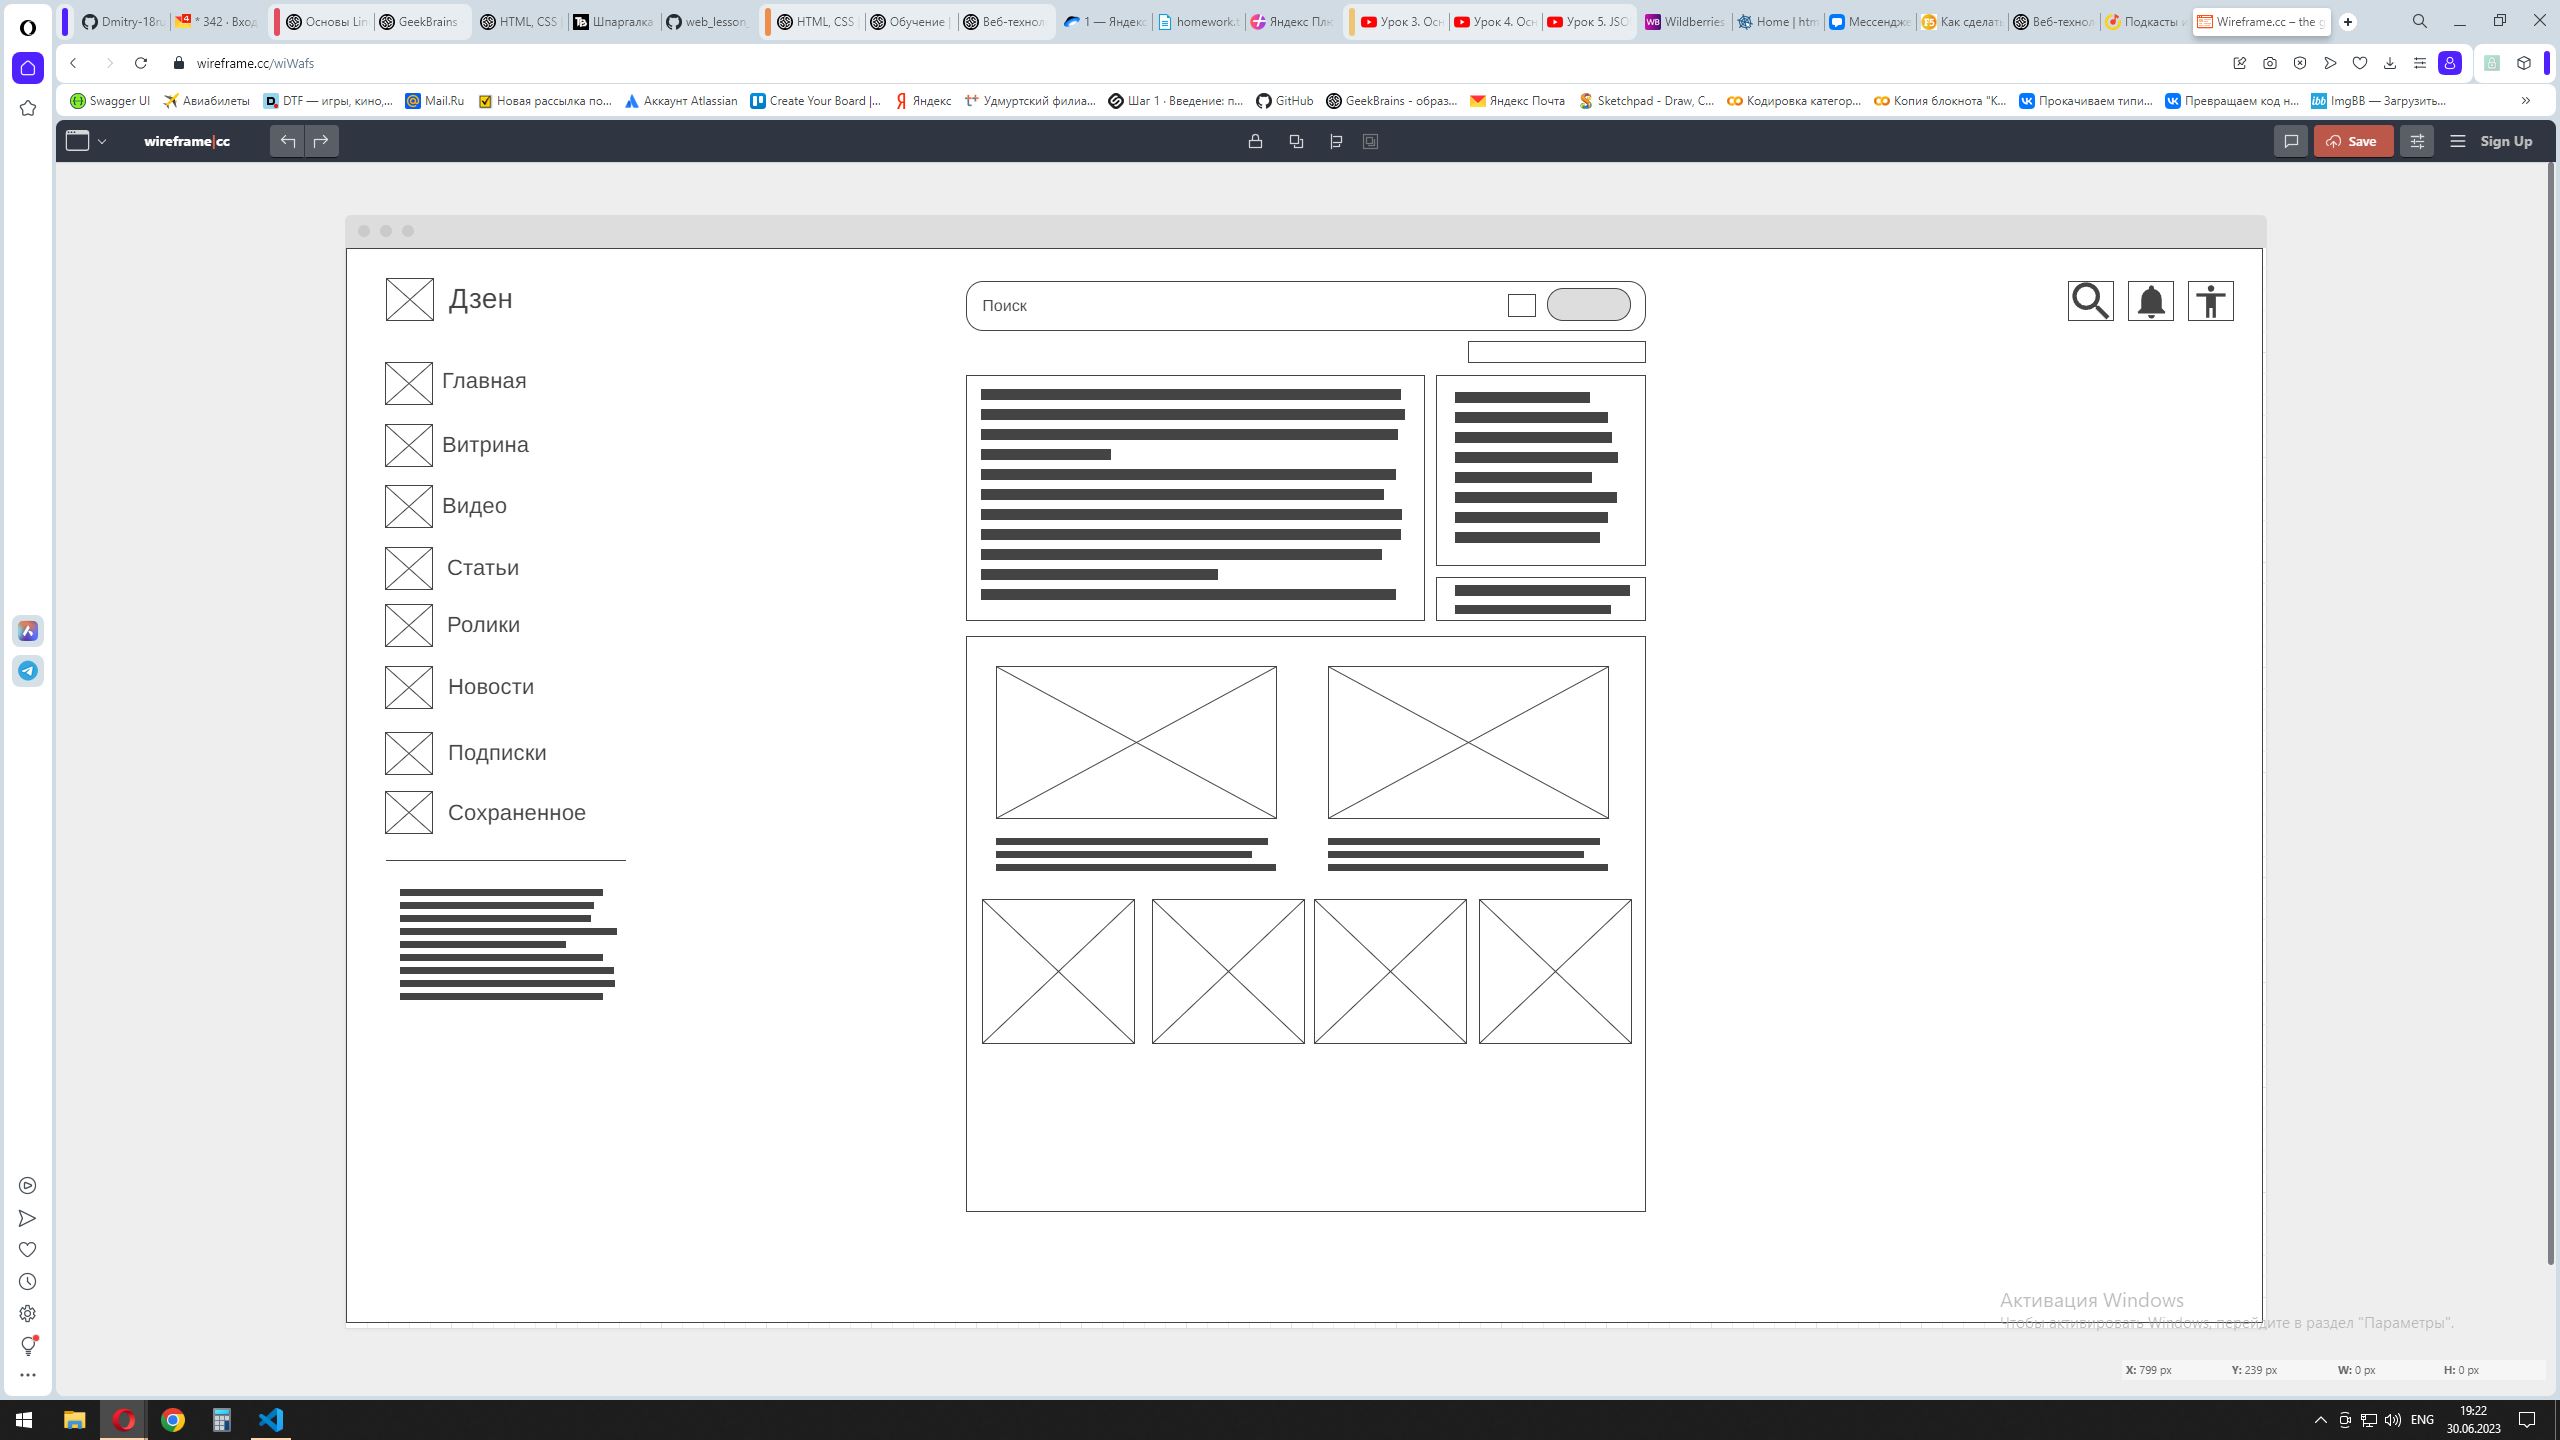 Dmitry-18ru
* 342 · Вход
Основы Lin
GeekBrains
HTML, CSS
Шпаргалка
web_lesson_
HTML, CSS
Обучение
Веб-технол
1 — Яндекс
homework.t
Яндекс Плю
Урок 3. Осн
Урок 4. Осн
Урок 5. JSO
Wildberries
Home | htm
Мессендже
Как сделать
Веб-технол
Подкасты и
Wireframe.cc – the g
wireframe.cc/wiWafs
Swagger UI
Авиабилеты
DTF — игры, кино,...
Mail.Ru
Новая рассылка по...
Аккаунт Atlassian
Create Your Board |...
Яндекс
Удмуртский филиа...
Шаг 1 · Введение: п...
GitHub
GeekBrains - образ...
Яндекс Почта
Sketchpad - Draw, C...
Кодировка категор...
Копия блокнота "K...
Прокачиваем типи...
Превращаем код н...
ImgBB — Загрузить...
wireframe|cc
Save
Sign Up
Дзен
Поиск
Главная
Витрина
Видео
Статьи
Ролики
Новости
Подписки
Сохраненное
Активация Windows
Чтобы активировать Windows, перейдите в раздел "Параметры".
X: 799 px
Y: 239 px
W: 0 px
H: 0 px
ENG
19:22
30.06.2023